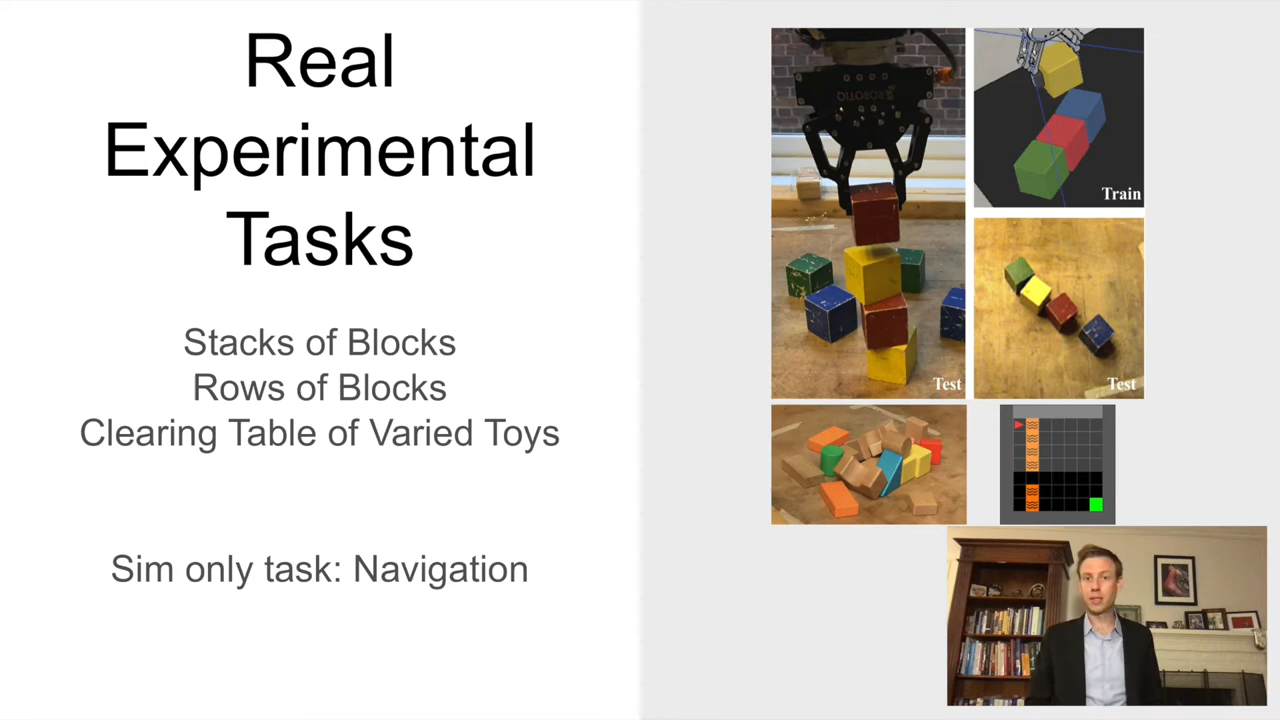 Real
Experimental
Tasks
Stacks of Blocks
Rows of Blocks
Clearing Table of Varied Toys
Sim only task: Navigation
ROBOTIQ
Test
Train
Test